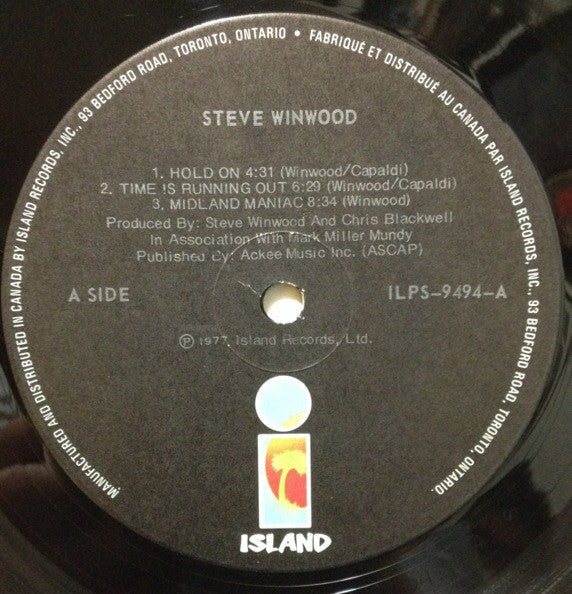 MANUFACTURED AND DISTRIBUTED IN CANADA BY ISLAND RECORDS, INC., 93 BEDFORD ROAD, TORONTO, ONTARIO • FABRIQUÉ ET DISTRIBUÉ AU CANADA PAR ISLAND RECORDS, INC., 93 BEDFORD ROAD, TORONTO, ONTARIO.
STEVE WINWOOD
1. HOLD ON 4:31 (Winwood/Capaldi)
2. TIME IS RUNNING OUT 6:29 (Winwood/Capaldi)
3. MIDLAND MANIAC 8:34 (Winwood)
Produced By: Steve Winwood And Chris Blackwell
In Association With Mark Miller Mundy
Published By: Ackee Music Inc. (ASCAP)
A SIDE ILPS-9494-A
Ⓟ 1977 Island Records, Ltd.
ISLAND